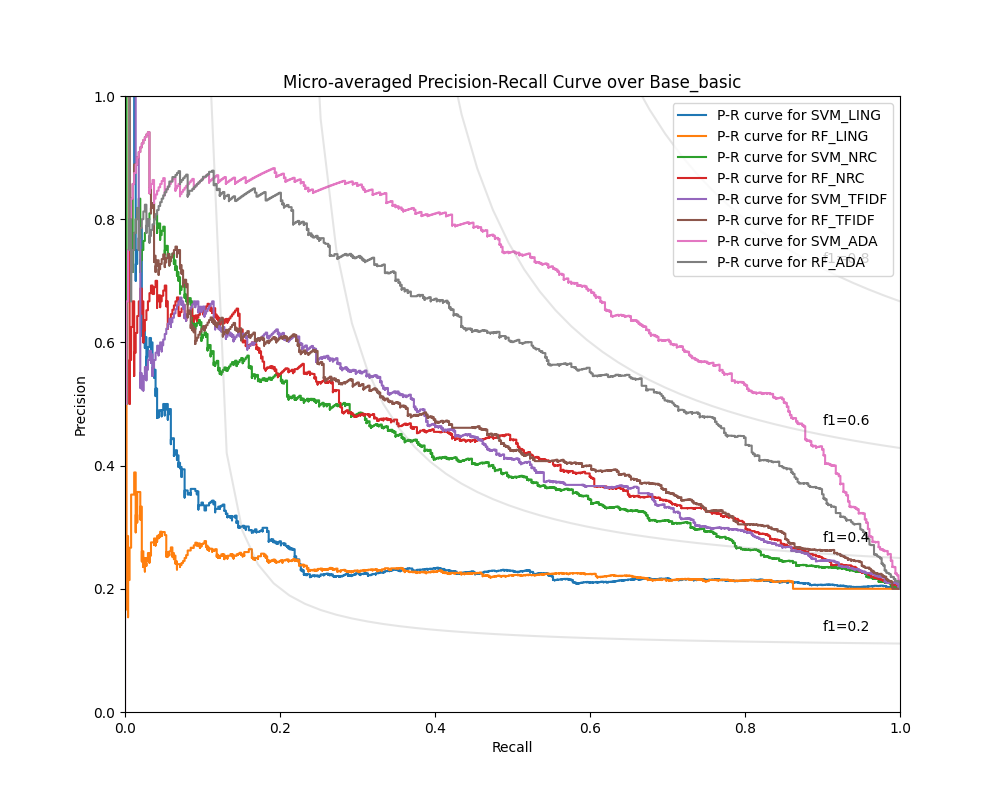 Micro-averaged Precision-Recall Curve over Base_basic
1.0
0.8
0.6
0.4
0.2
0.0
Precision
P-R curve for SVM_LING
P-R curve for RF_LING
P-R curve for SVM_NRC
P-R curve for RF_NRC
P-R curve for SVM_TFIDF
P-R curve for RF_TFIDF
P-R curve for SVM_ADA
P-R curve for RF_ADA
f1=0.8
f1=0.6
f1=0.4
f1=0.2
0.0 0.2 0.4 0.6 0.8 1.0
Recall